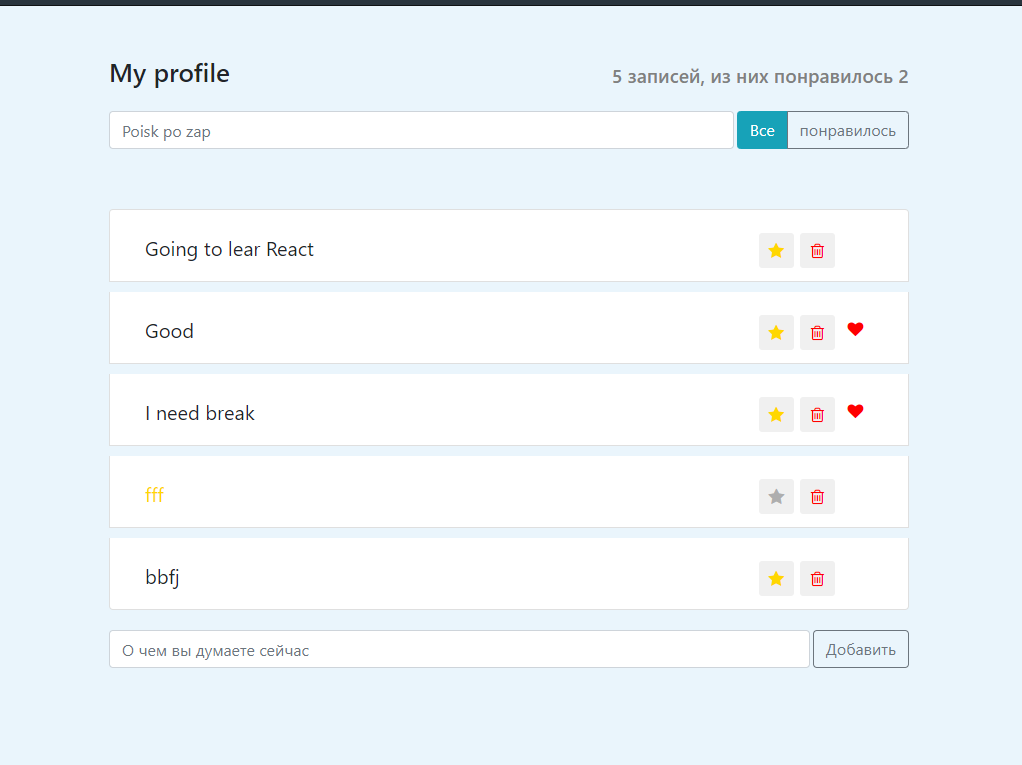 My profile
5 записей, из них понравилось 2
Poisk po zap
Все
понравилось
Going to lear React
Good
I need break
fff
bbfj
О чем вы думаете сейчас
Добавить